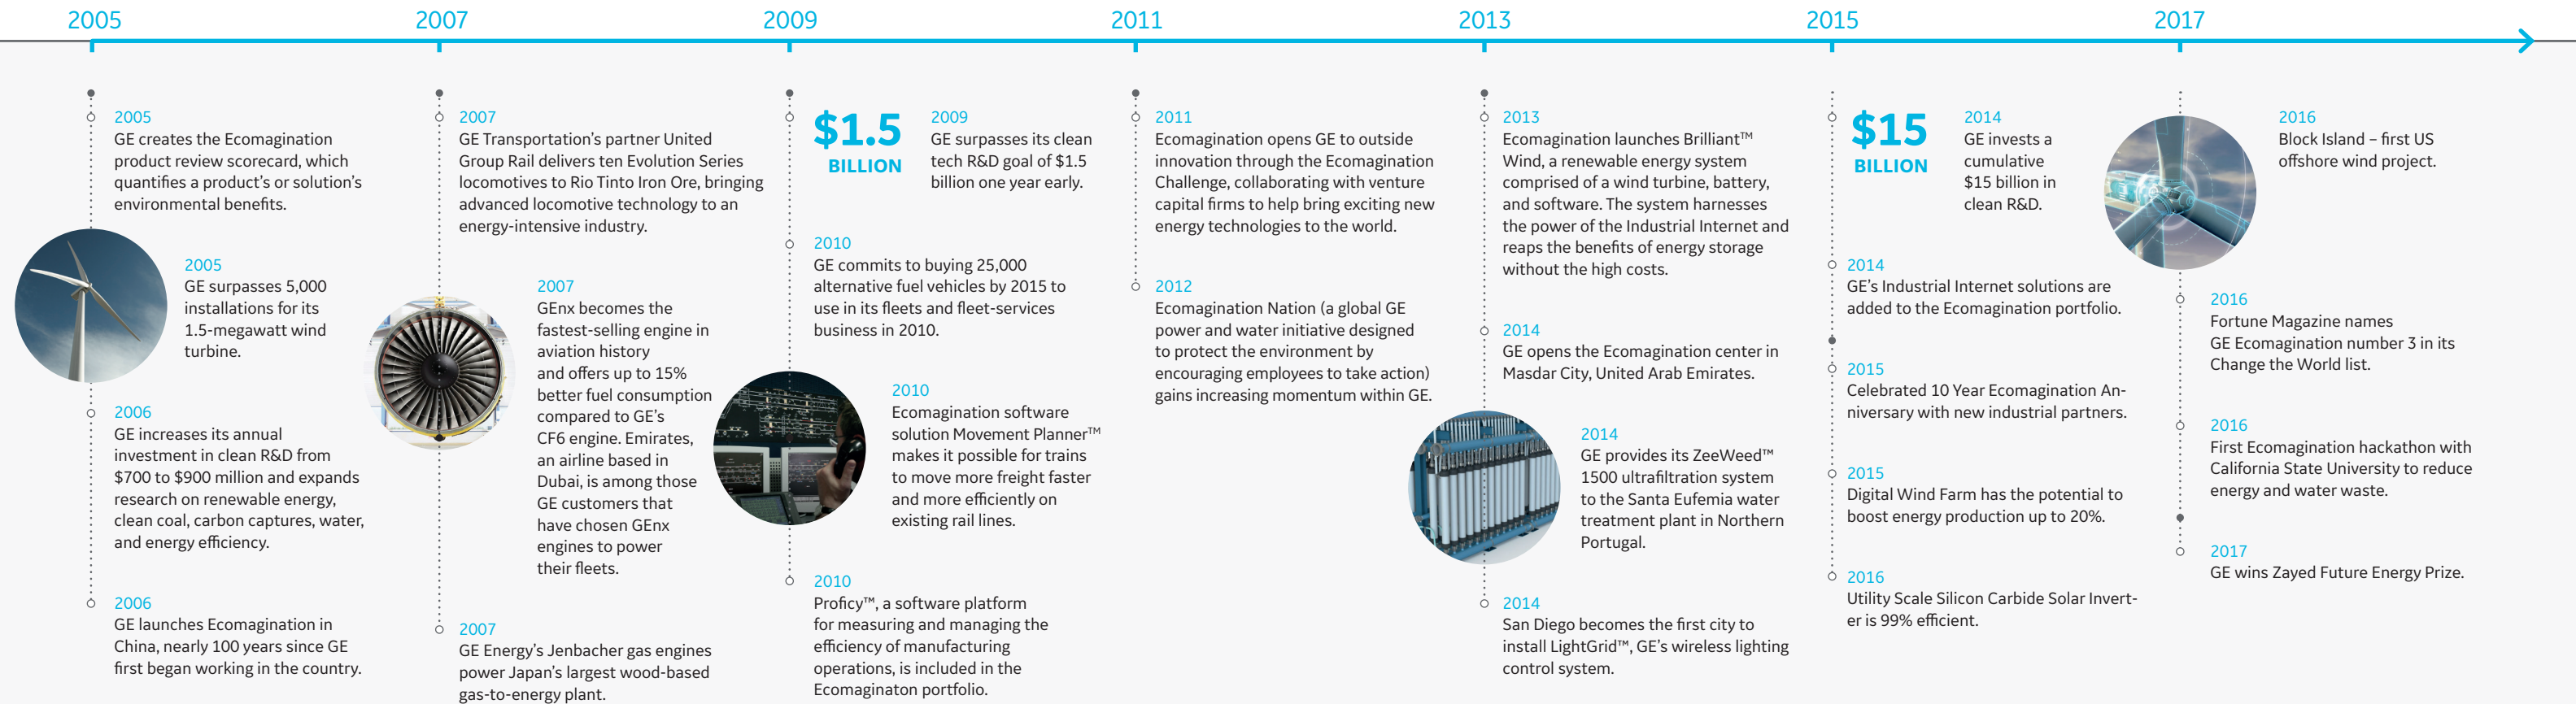 2005
2007
2009
2011
2013
2015
2017
2005
GE creates the Ecomagination
product review scorecard, which
quantifies a product’s or solution’s
environmental benefits.
2005
GE surpasses 5,000
installations for its
1.5-megawatt wind
turbine.
2006
GE increases its annual
investment in clean R&D from
$700 to $900 million and expands
research on renewable energy,
clean coal, carbon captures, water,
and energy efficiency.
2006
GE launches Ecomagination in
China, nearly 100 years since GE
first began working in the country.
2007
GE Transportation’s partner United
Group Rail delivers ten Evolution Series
locomotives to Rio Tinto Iron Ore, bringing
advanced locomotive technology to an
energy-intensive industry.
2007
GEnx becomes the
fastest-selling engine in
aviation history
and offers up to 15%
better fuel consumption
compared to GE’s
CF6 engine. Emirates,
an airline based in
Dubai, is among those
GE customers that
have chosen GEnx
engines to power
their fleets.
2007
GE Energy’s Jenbacher gas engines
power Japan’s largest wood-based
gas-to-energy plant.
$1.5
BILLION
2009
GE surpasses its clean
tech R&D goal of $1.5
billion one year early.
2010
GE commits to buying 25,000
alternative fuel vehicles by 2015 to
use in its fleets and fleet-services
business in 2010.
2010
Ecomagination software
solution Movement Planner™
makes it possible for trains
to move more freight faster
and more efficiently on
existing rail lines.
2010
Proficy™, a software platform
for measuring and managing the
efficiency of manufacturing
operations, is included in the
Ecomaginaton portfolio.
2011
Ecomagination opens GE to outside
innovation through the Ecomagination
Challenge, collaborating with venture
capital firms to help bring exciting new
energy technologies to the world.
2012
Ecomagination Nation (a global GE
power and water initiative designed
to protect the environment by
encouraging employees to take action)
gains increasing momentum within GE.
2013
Ecomagination launches Brilliant™
Wind, a renewable energy system
comprised of a wind turbine, battery,
and software. The system harnesses
the power of the Industrial Internet and
reaps the benefits of energy storage
without the high costs.
2014
GE opens the Ecomagination center in
Masdar City, United Arab Emirates.
2014
GE provides its ZeeWeed™
1500 ultrafiltration system
to the Santa Eufemia water
treatment plant in Northern
Portugal.
2014
San Diego becomes the first city to
install LightGrid™, GE’s wireless lighting
control system.
$15
BILLION
2014
GE invests a
cumulative
$15 billion in
clean R&D.
2014
GE’s Industrial Internet solutions are
added to the Ecomagination portfolio.
2015
Celebrated 10 Year Ecomagination An-
niversary with new industrial partners.
2015
Digital Wind Farm has the potential to
boost energy production up to 20%.
2016
Utility Scale Silicon Carbide Solar Invert-
er is 99% efficient.
2016
Block Island – first US
offshore wind project.
2016
Fortune Magazine names
GE Ecomagination number 3 in its
Change the World list.
2016
First Ecomagination hackathon with
California State University to reduce
energy and water waste.
2017
GE wins Zayed Future Energy Prize.